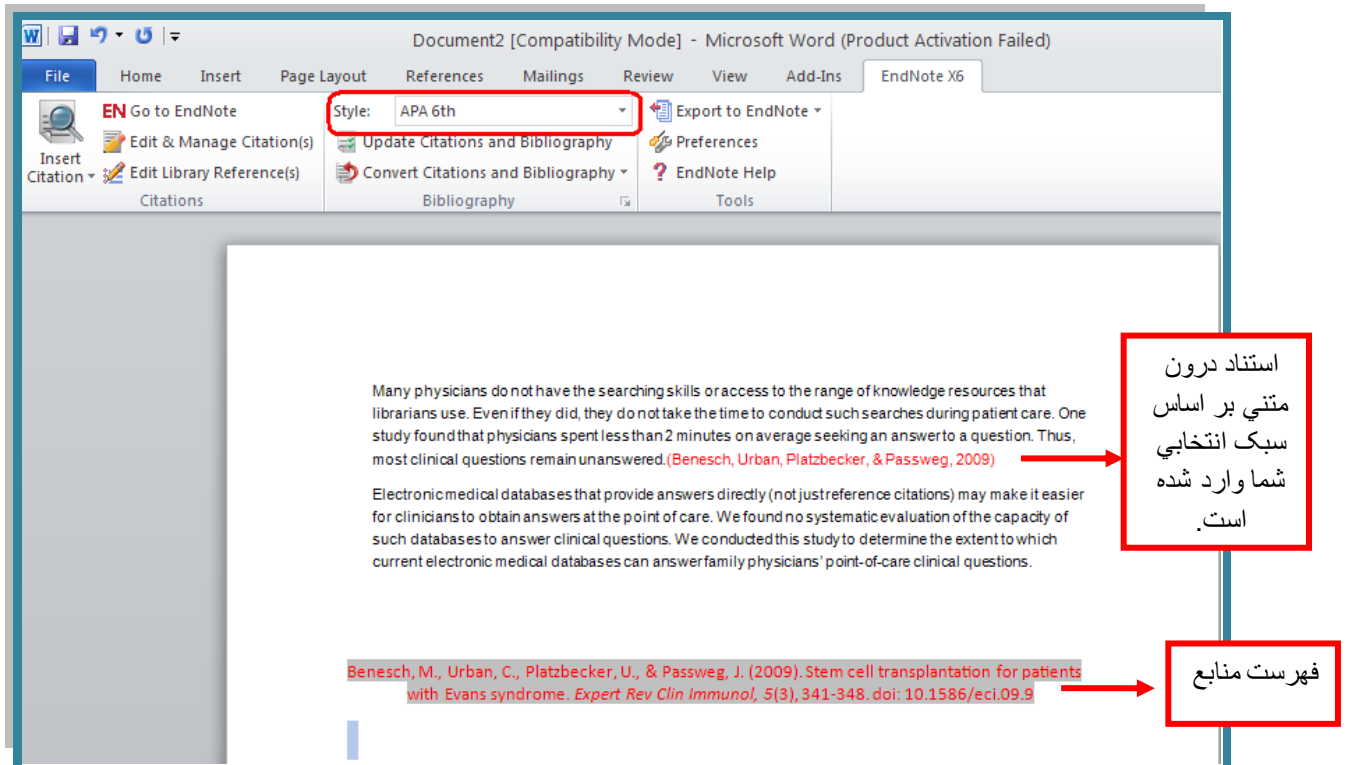 Document2 [Compatibility Mode] - Microsoft Word (Product Activation Failed)
File Home Insert Page Layout References Mailings Review View Add-Ins EndNote X6
EN Go to EndNote
Edit & Manage Citation(s)
Edit Library Reference(s)
Insert
Citation
Citations
Style: APA 6th
Update Citations and Bibliography
Convert Citations and Bibliography
Bibliography
Export to EndNote
Preferences
? EndNote Help
Tools
Many physicians do not have the searching skills or access to the range of knowledge resources that
librarians use. Even if they did, they do not take the time to conduct such searches during patient care. One
study found that physicians spent less than 2 minutes on average seeking an answer to a question. Thus,
most clinical questions remain unanswered.(Benesch, Urban, Platzbecker, & Passweg, 2009)
Electronic medical databases that provide answers directly (not just reference citations) may make it easier
for clinicians to obtain answers at the point of care. We found no systematic evaluation of the capacity of
such databases to answer clinical questions. We conducted this study to determine the extent to which
current electronic medical databases can answer family physicians' point-of-care clinical questions.
استناد درون
متني بر اساس
سبک انتخابي
شما وارد شده
است.
Benesch, M., Urban, C., Platzbecker, U., & Passweg, J. (2009). Stem cell transplantation for patients
with Evans syndrome. Expert Rev Clin Immunol, 5(3), 341-348. doi: 10.1586/eci.09.9
فهرست منابع